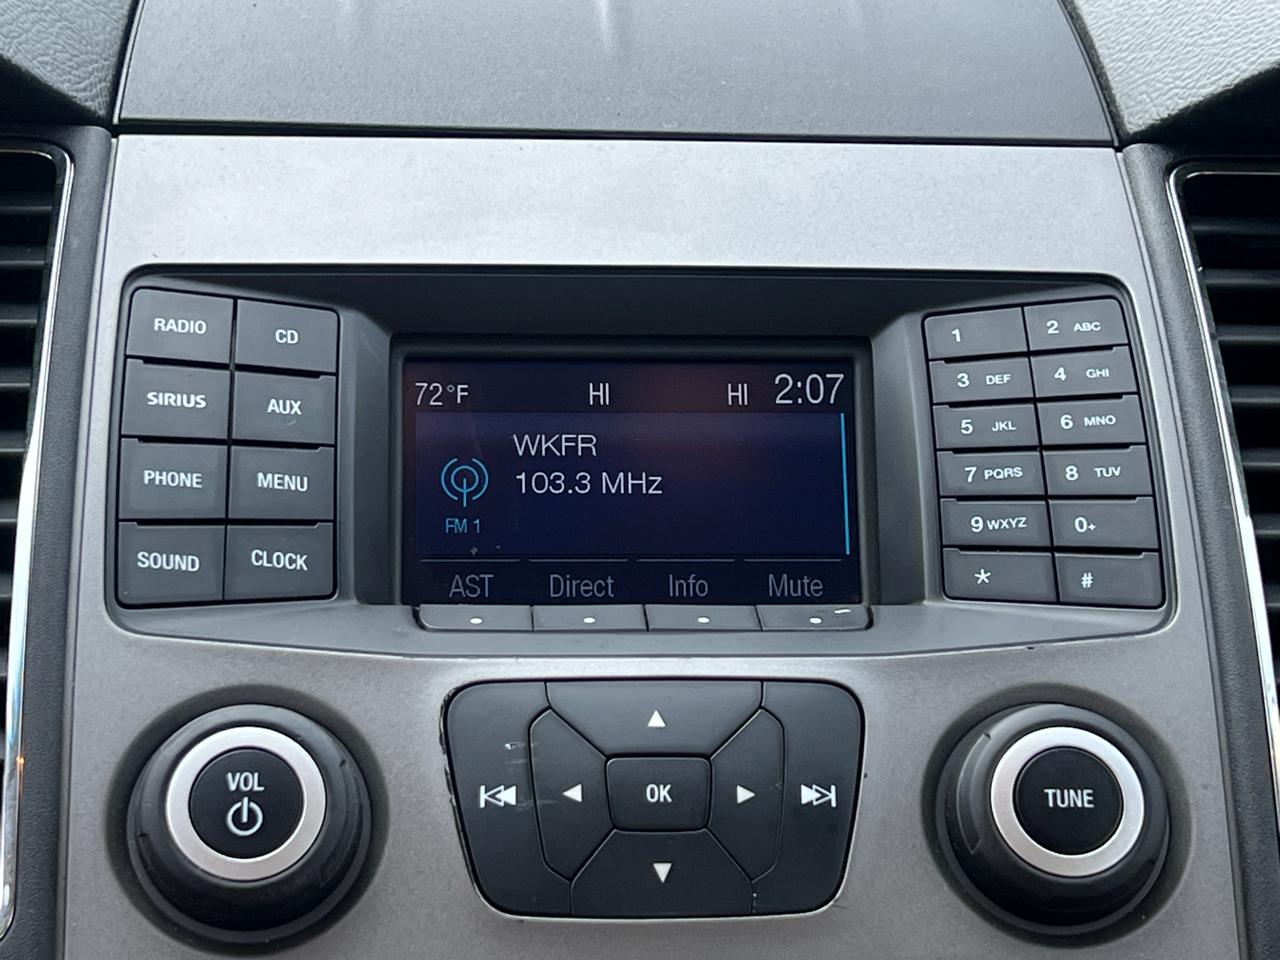 RADIO
CD
SIRIUS
AUX
PHONE
MENU
SOUND
CLOCK
72°F HI HI 2:07
WKFR
103.3 MHz
FM 1
AST Direct Info Mute
1
2 ABC
3 DEF
4 GHI
5 JKL
6 MNO
7 PQRS
8 TUV
9 WXYZ
0+
*
#
VOL
OK
TUNE